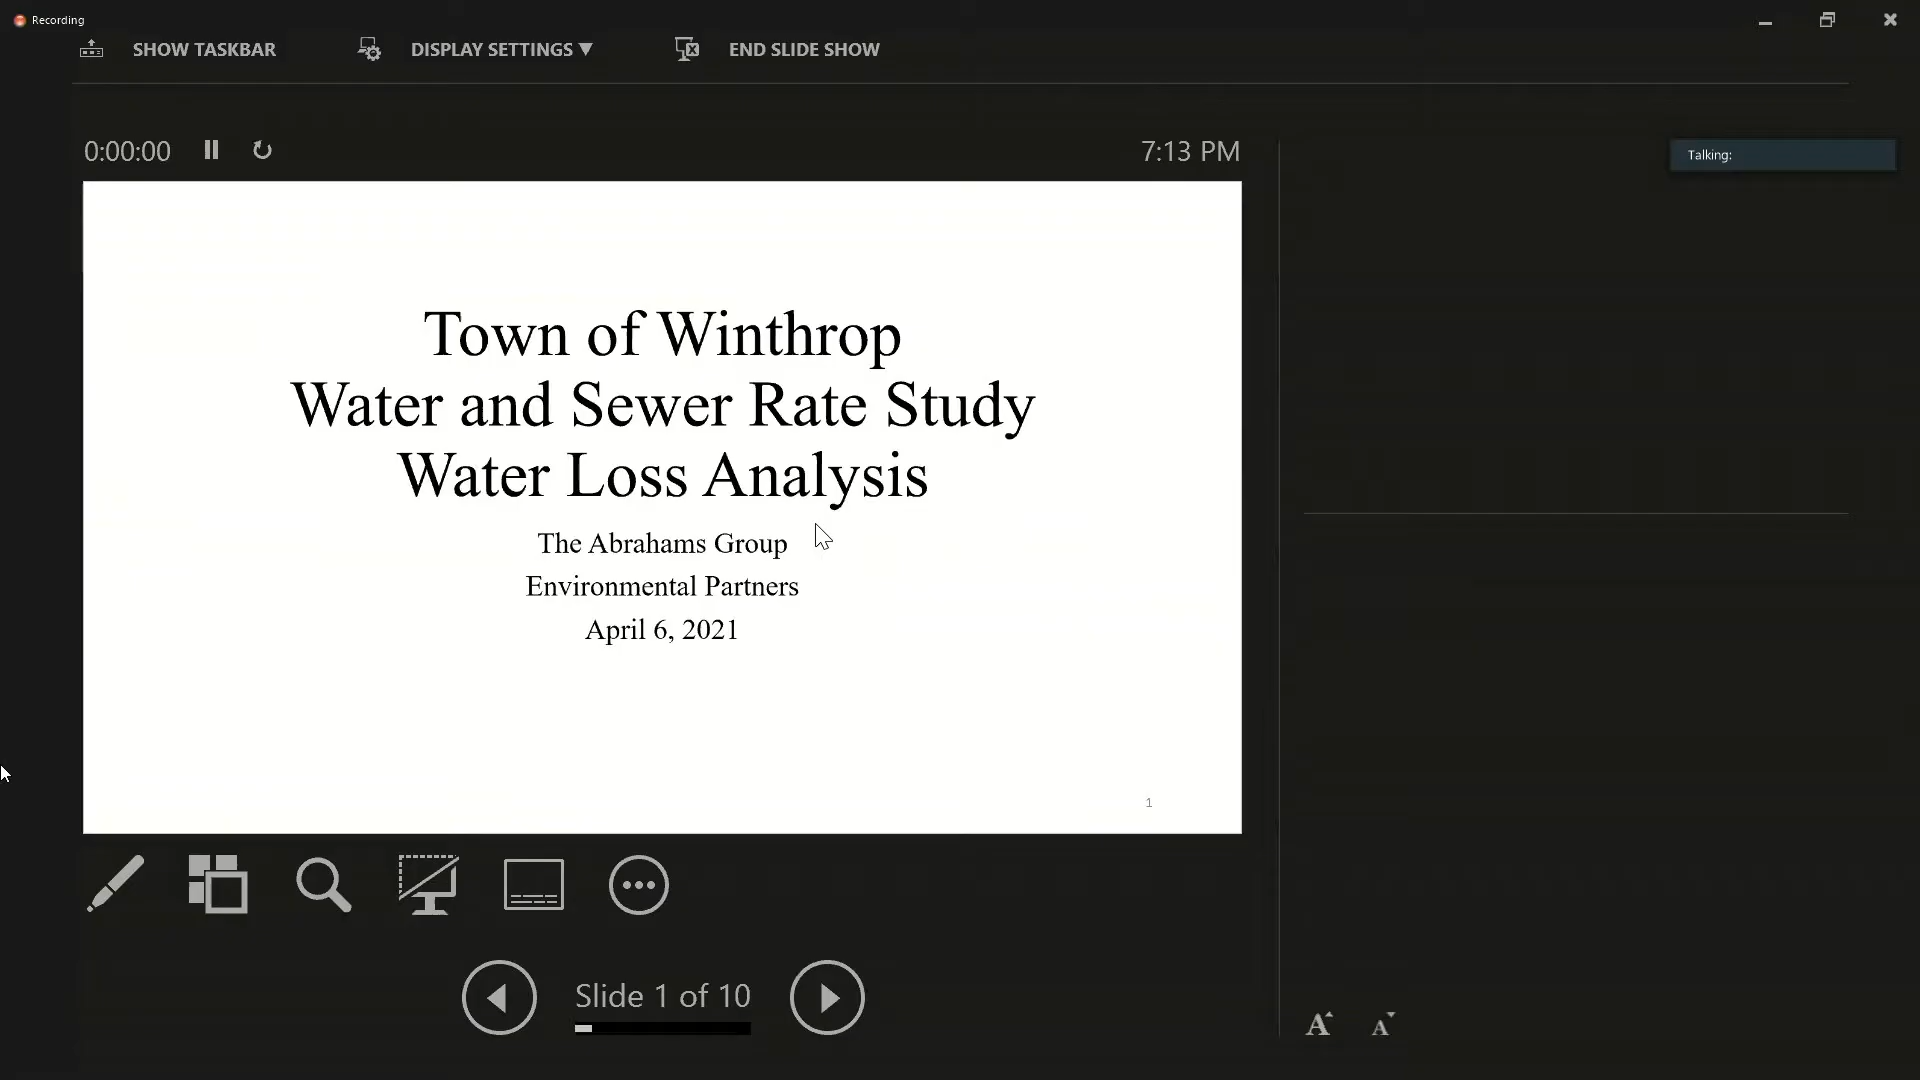 Recording
SHOW TASKBAR
DISPLAY SETTINGS ▼
END SLIDE SHOW
0:00:00
7:13 PM
Talking:
Town of Winthrop
Water and Sewer Rate Study
Water Loss Analysis
The Abrahams Group
Environmental Partners
April 6, 2021
1
Slide 1 of 10
A A